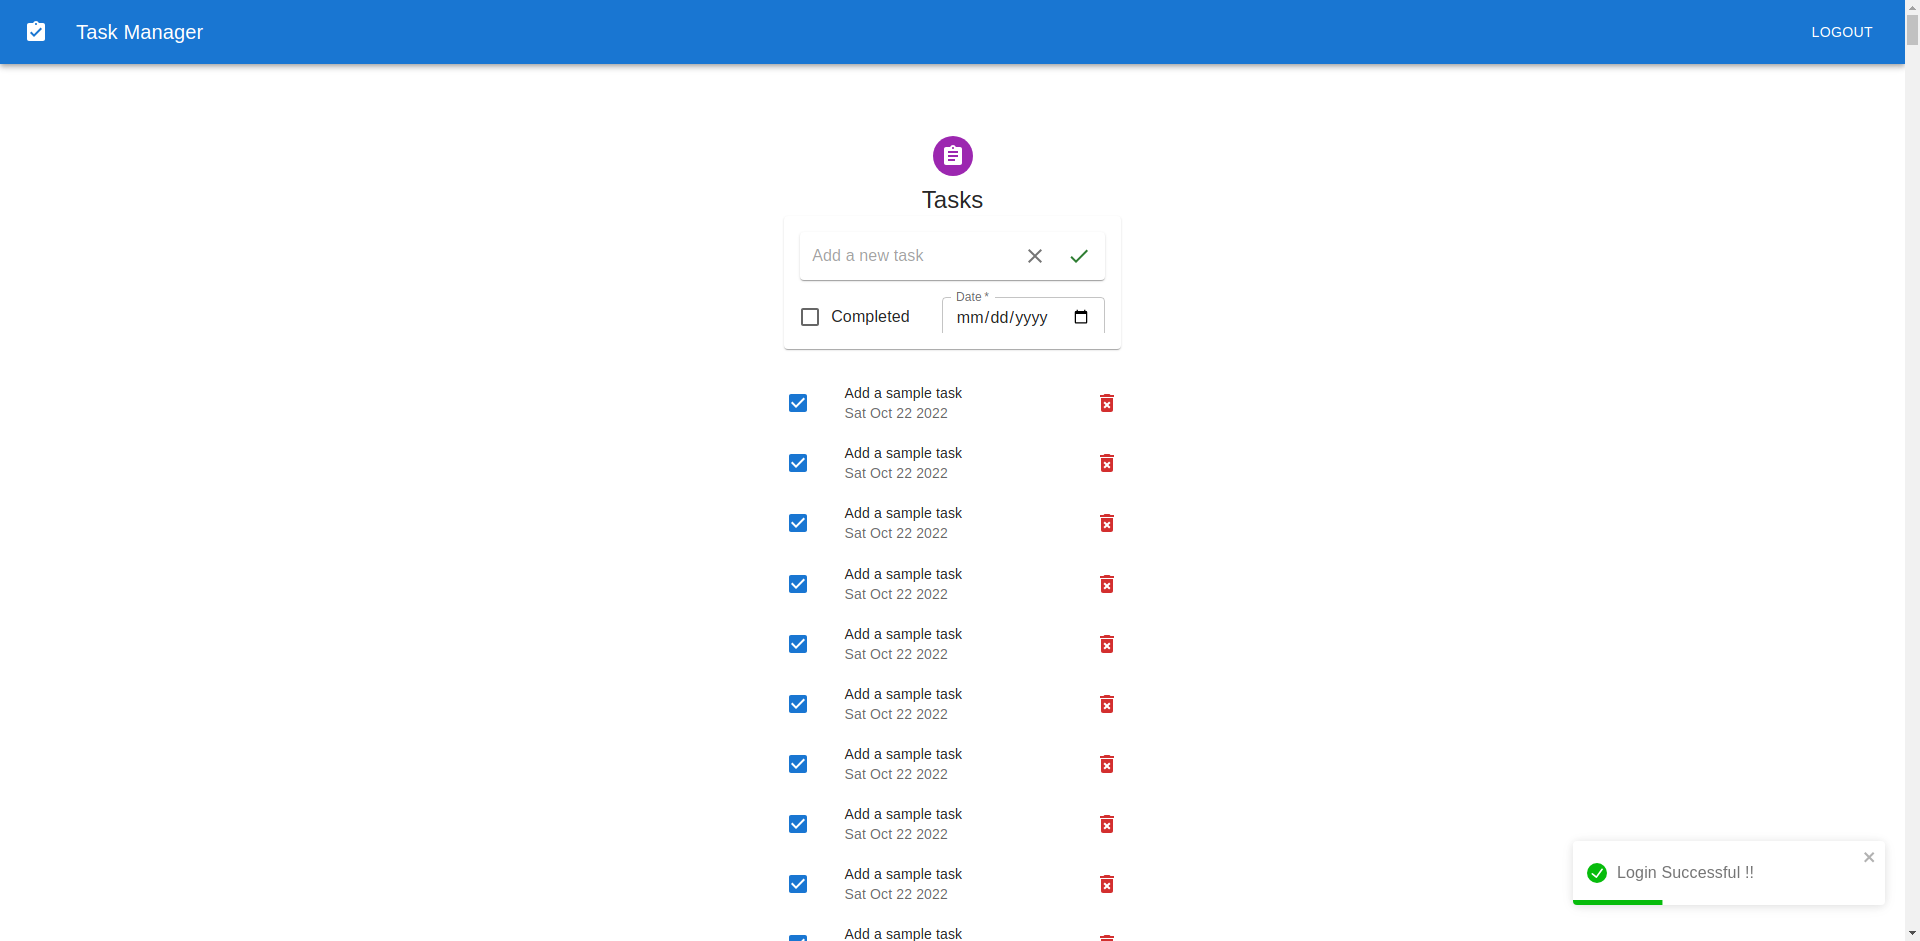 Task Manager
LOGOUT
Tasks
Add a new task
Completed
Date *
mm/dd/yyyy
Add a sample task
Sat Oct 22 2022
Add a sample task
Sat Oct 22 2022
Add a sample task
Sat Oct 22 2022
Add a sample task
Sat Oct 22 2022
Add a sample task
Sat Oct 22 2022
Add a sample task
Sat Oct 22 2022
Add a sample task
Sat Oct 22 2022
Add a sample task
Sat Oct 22 2022
Add a sample task
Sat Oct 22 2022
Add a sample task
Login Successful !!